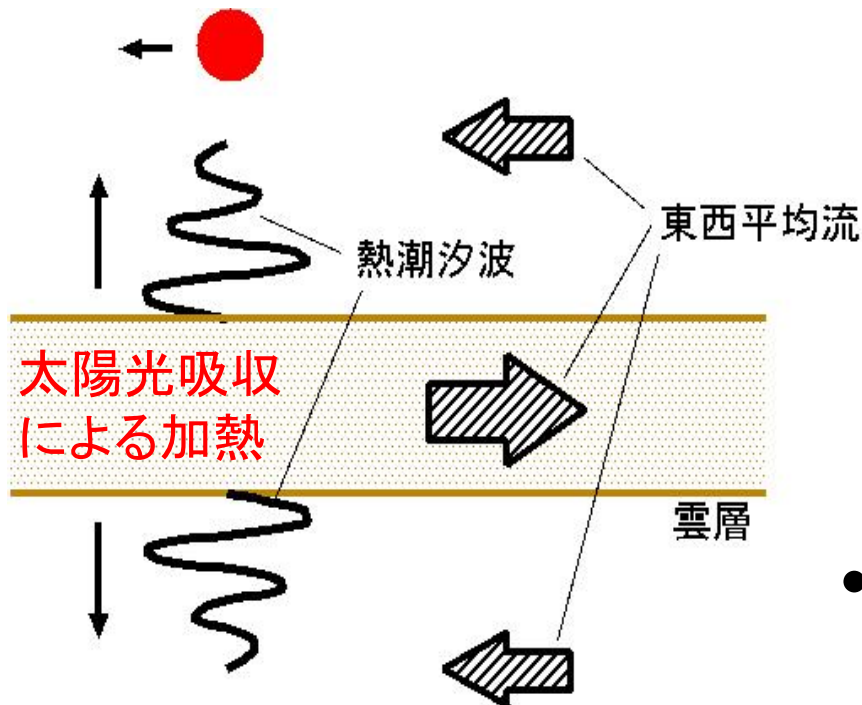 東西平均流
熱潮汐波
太陽光吸収
による加熱
雲層
•